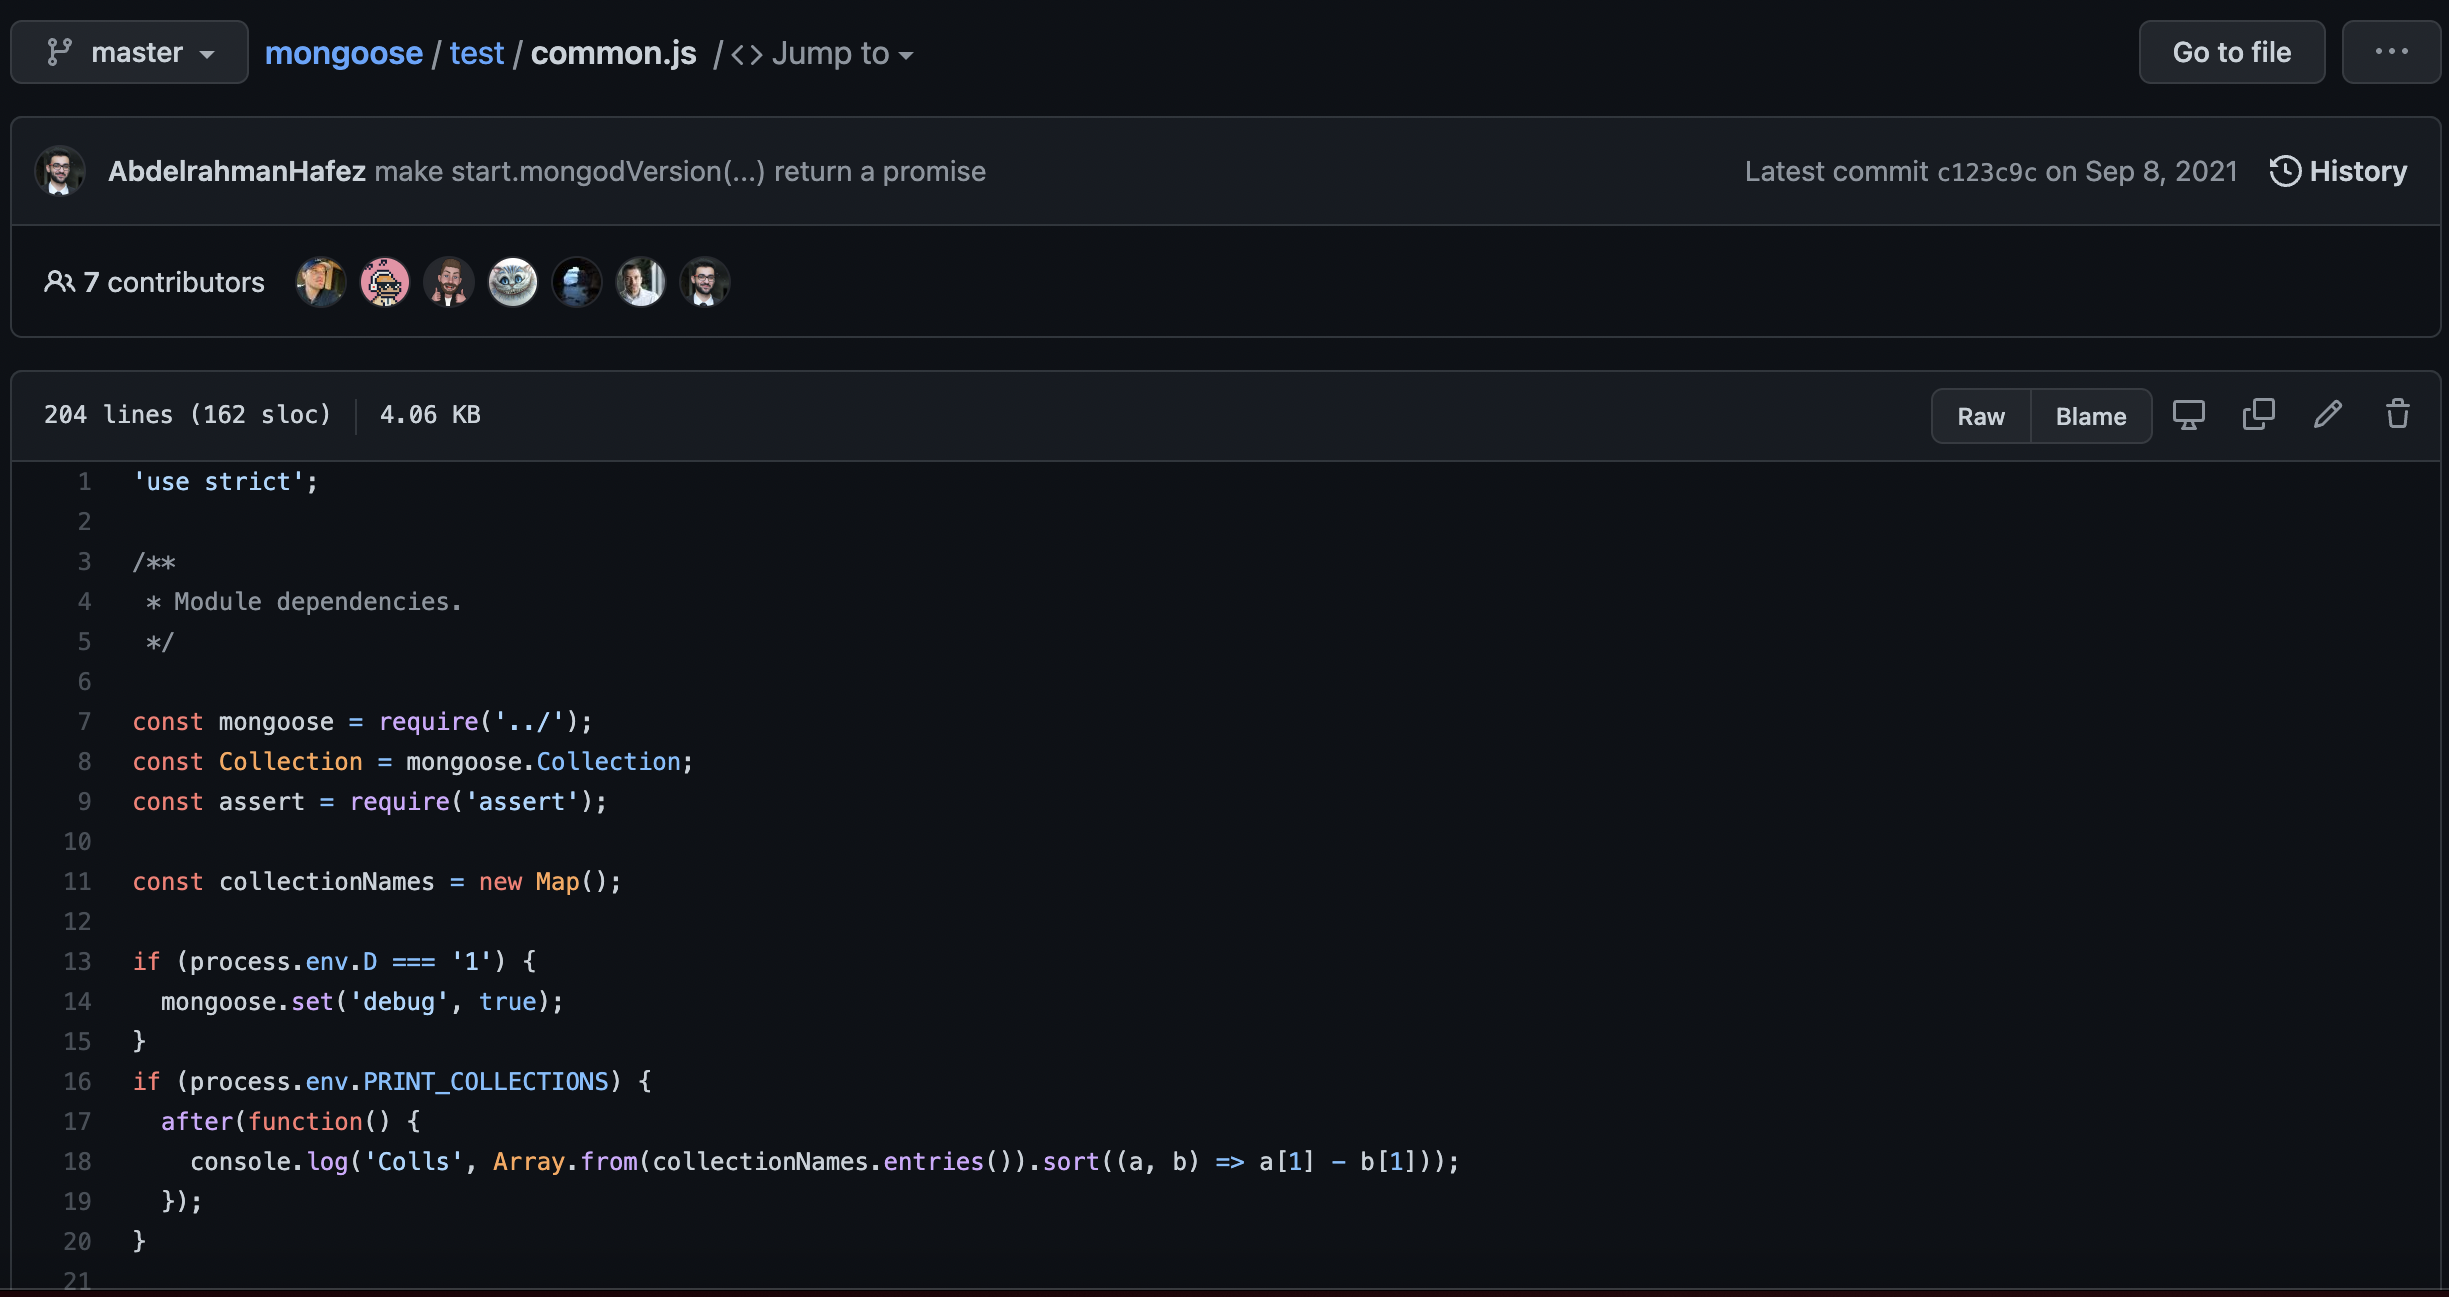 master mongoose / test / common.js / <> Jump to Go to file ...
AbdelrahmanHafez make start.mongodVersion(...) return a promise Latest commit c123c9c on Sep 8, 2021 History
7 contributors
204 lines (162 sloc) 4.06 KB Raw Blame
1 'use strict';
2
3 /**
4  * Module dependencies.
5  */
6
7 const mongoose = require('../');
8 const Collection = mongoose.Collection;
9 const assert = require('assert');
10
11 const collectionNames = new Map();
12
13 if (process.env.D === '1') {
14   mongoose.set('debug', true);
15 }
16 if (process.env.PRINT_COLLECTIONS) {
17   after(function() {
18     console.log('Colls', Array.from(collectionNames.entries()).sort((a, b) => a[1] - b[1]));
19   });
20 }
21